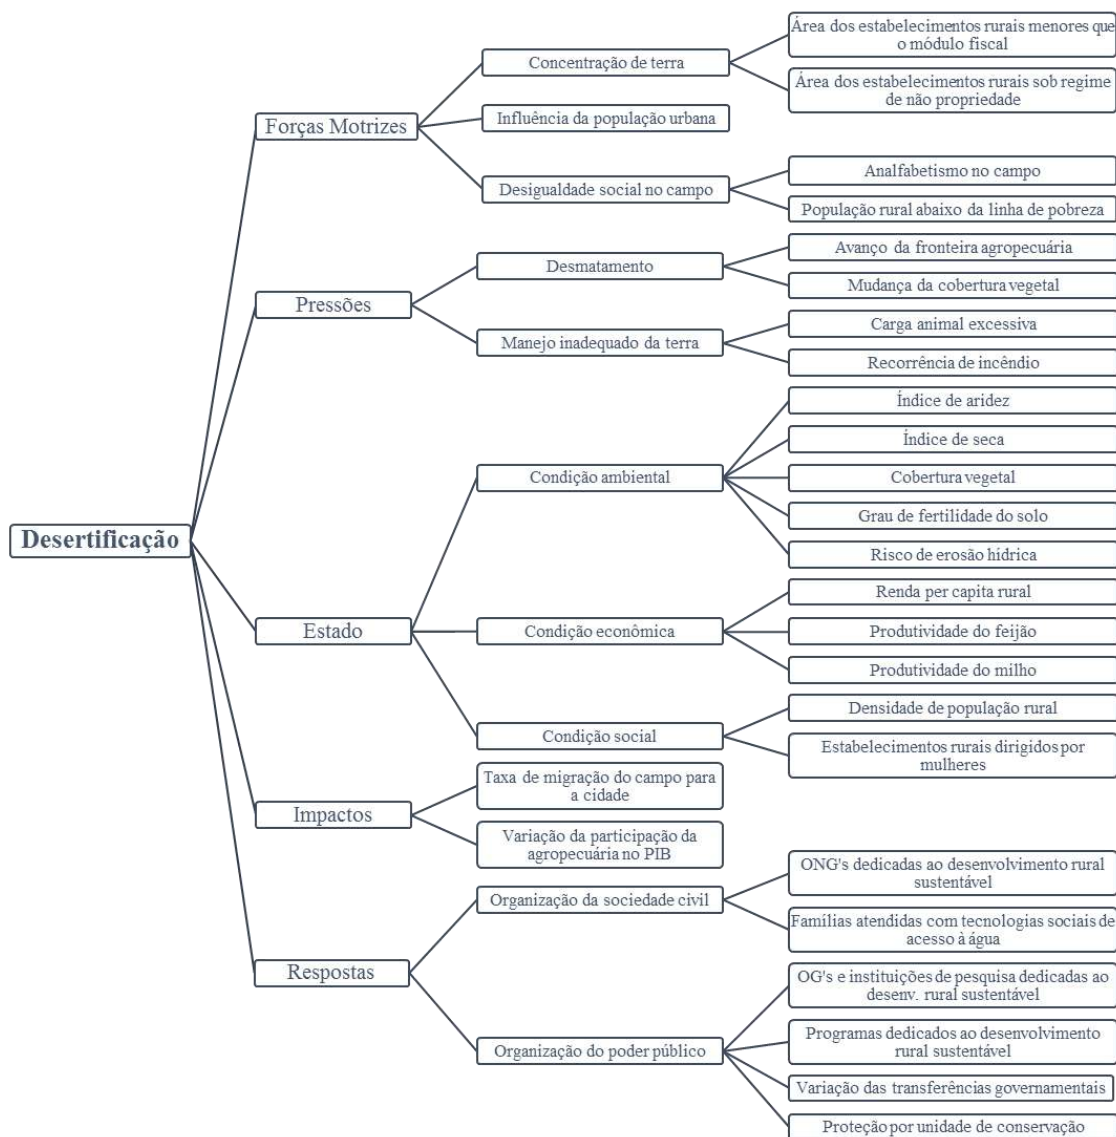 Área dos estabelecimentos rurais menores que
o módulo fiscal
Concentração de terra
Área dos estabelecimentos rurais sob regime
de não propriedade
Forças Motrizes
Influência da população urbana
Analfabetismo no campo
Desigualdade social no campo
População rural abaixo da linha de pobreza
Avanço da fronteira agropecuária
Desmatamento
Mudança da cobertura vegetal
Pressões
Carga animal excessiva
Manejo inadequado da terra
Recorrência de incêndio
Índice de aridez
Índice de seca
Condição ambiental
Cobertura vegetal
Grau de fertilidade do solo
Risco de erosão hídrica
Desertificação
Renda per capita rural
Estado
Condição econômica
Produtividade do feijão
Produtividade do milho
Densidade de população rural
Condição social
Estabelecimentos rurais dirigidos por
mulheres
Taxa de migração do campo para
a cidade
Impactos
Variação da participação da
agropecuária no PIB
ONG's dedicadas ao desenvolvimento rural
sustentável
Organização da sociedade civil
Famílias atendidas com tecnologias sociais de
acesso à água
Respostas
OG's e instituições de pesquisa dedicadas ao
desenv. rural sustentável
Organização do poder público
Programas dedicados ao desenvolvimento
rural sustentável
Variação das transferências governamentais
Proteção por unidade de conservação